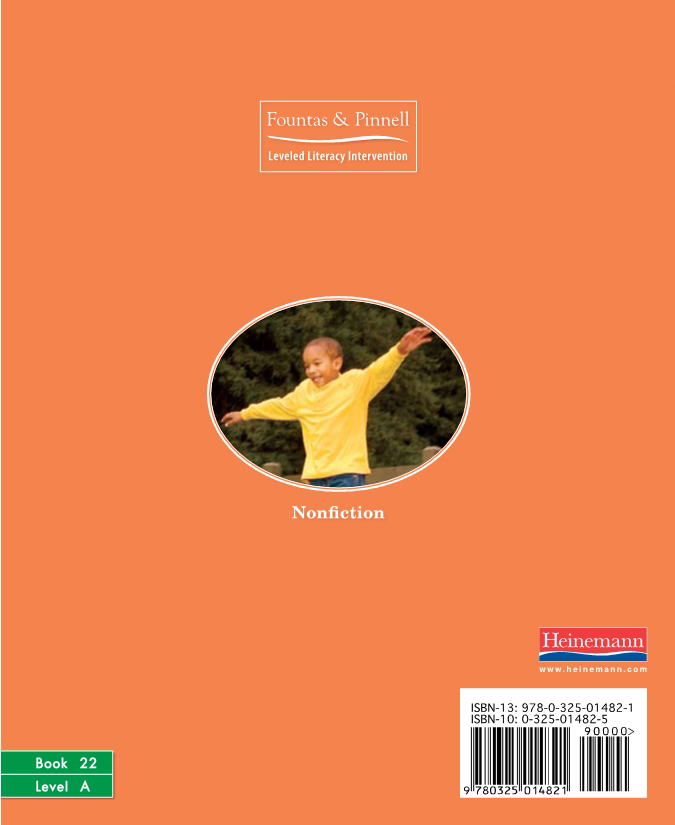 Fountas & Pinnell
Leveled Literacy Intervention
Nonfiction
Heinemann
www.heinemann.com
ISBN-13: 978-0-325-01482-1
ISBN-10: 0-325-01482-5
90000>
9 780325 014821
Book 22
Level A